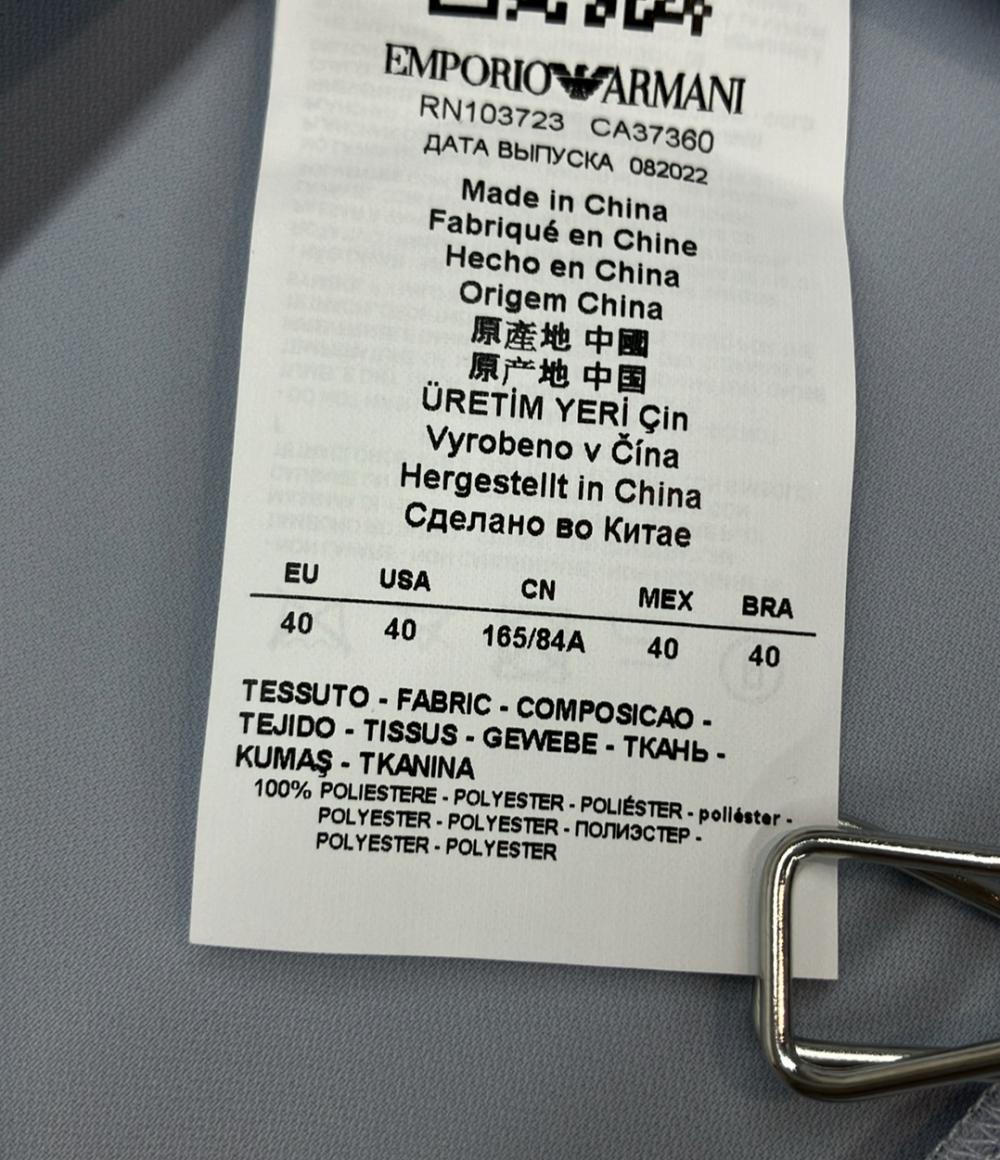 EMPORIO ARMANI
RN103723 CA37360
ДАТА ВЫПУСКА 082022
Made in China
Fabriqué en Chine
Hecho en China
Origem China
原產地 中國
原产地 中国
ÜRETİM YERİ Çin
Vyrobeno v Čína
Hergestellt in China
Сделано во Китае
EU USA CN MEX BRA
40 40 165/84A 40 40
TESSUTO - FABRIC - COMPOSICAO -
TEJIDO - TISSUS - GEWEBE - ТКАНЬ -
KUMAŞ - TKANINA
100% POLIESTERE - POLYESTER - POLIÉSTER - poliéster -
POLYESTER - POLYESTER - ПОЛИЭСТЕР -
POLYESTER - POLYESTER